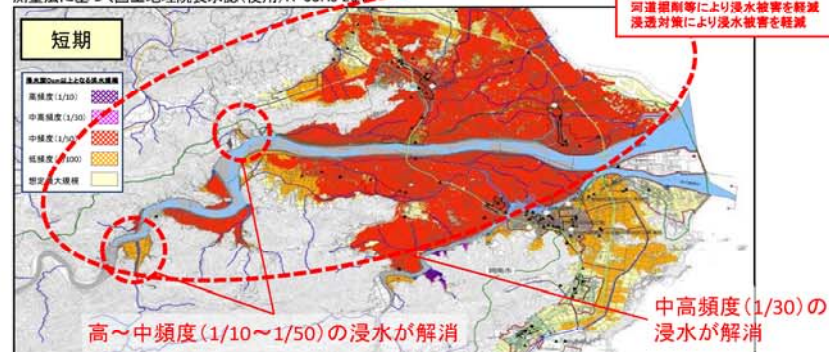 河道掘削等により浸水被害を軽減
浸透対策により浸水被害を軽減
短期
高頻度(1/10)
中高頻度(1/30)
中頻度(1/50)
低頻度(1/100)
想定最大規模
阿南市
高~中頻度(1/10~1/50)の浸水が解消
中高頻度(1/30)の
浸水が解消